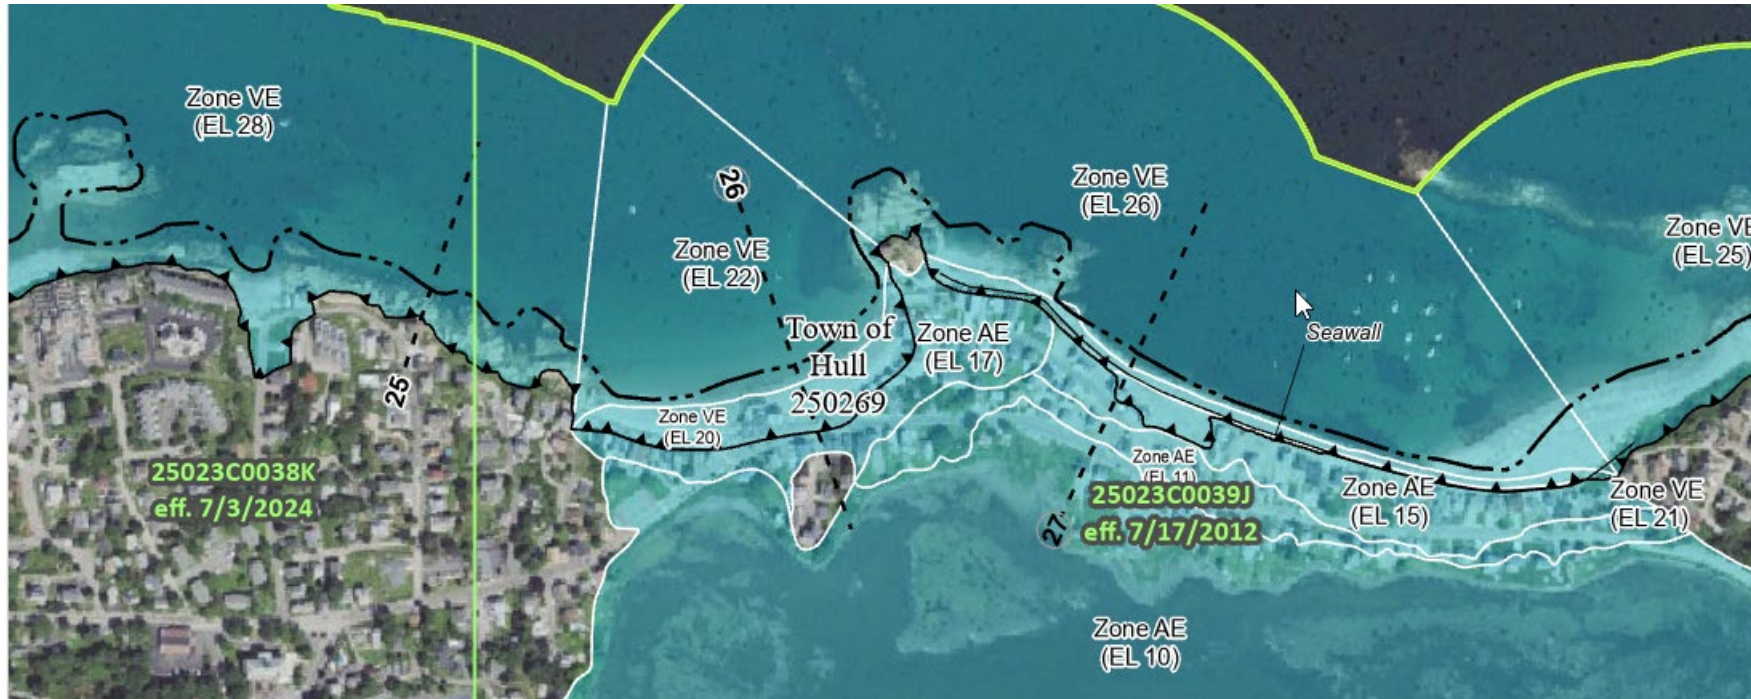 Zone VE
(EL 28)
26
Zone VE
(EL 26)
Zone VE
(EL 22)
Zone VE
(EL 25)
Seawall
Town of
Hull
250269
Zone AE
(EL 17)
25
Zone VE
(EL 20)
Zone AE
(EL 11)
25023C0038K
eff. 7/3/2024
25023C0039J
eff. 7/17/2012
27
Zone AE
(EL 15)
Zone VE
(EL 21)
Zone AE
(EL 10)